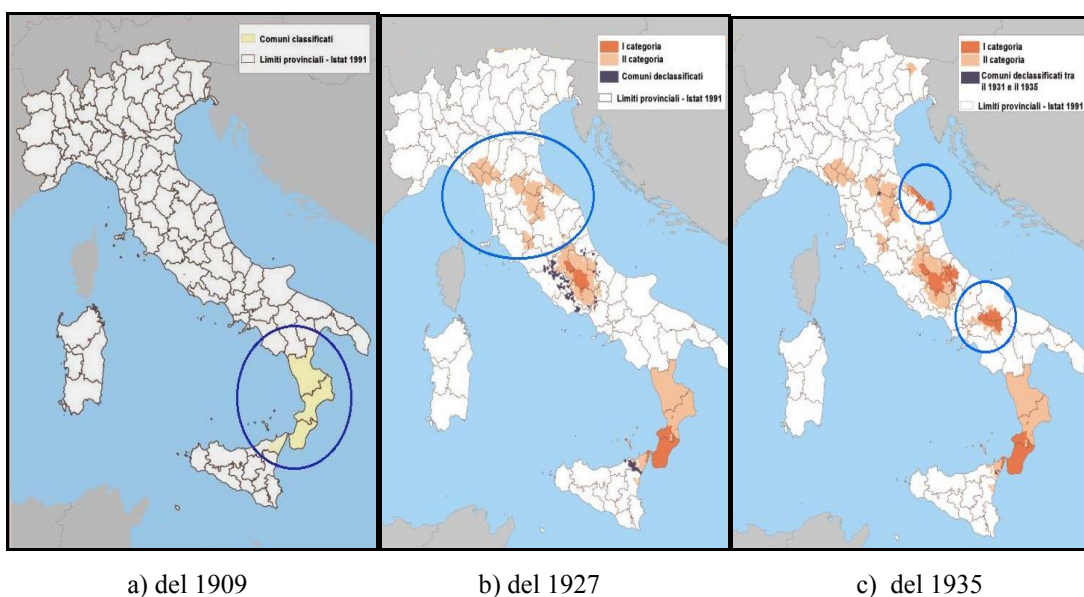 Comuni classificati
Limiti provinciali - Istat 1991
I categoria
II categoria
Comuni declassificati
Limiti provinciali - Istat 1991
I categoria
II categoria
Comuni declassificati tra
il 1931 e il 1935
Limiti provinciali - Istat 1991
a) del 1909
b) del 1927
c) del 1935